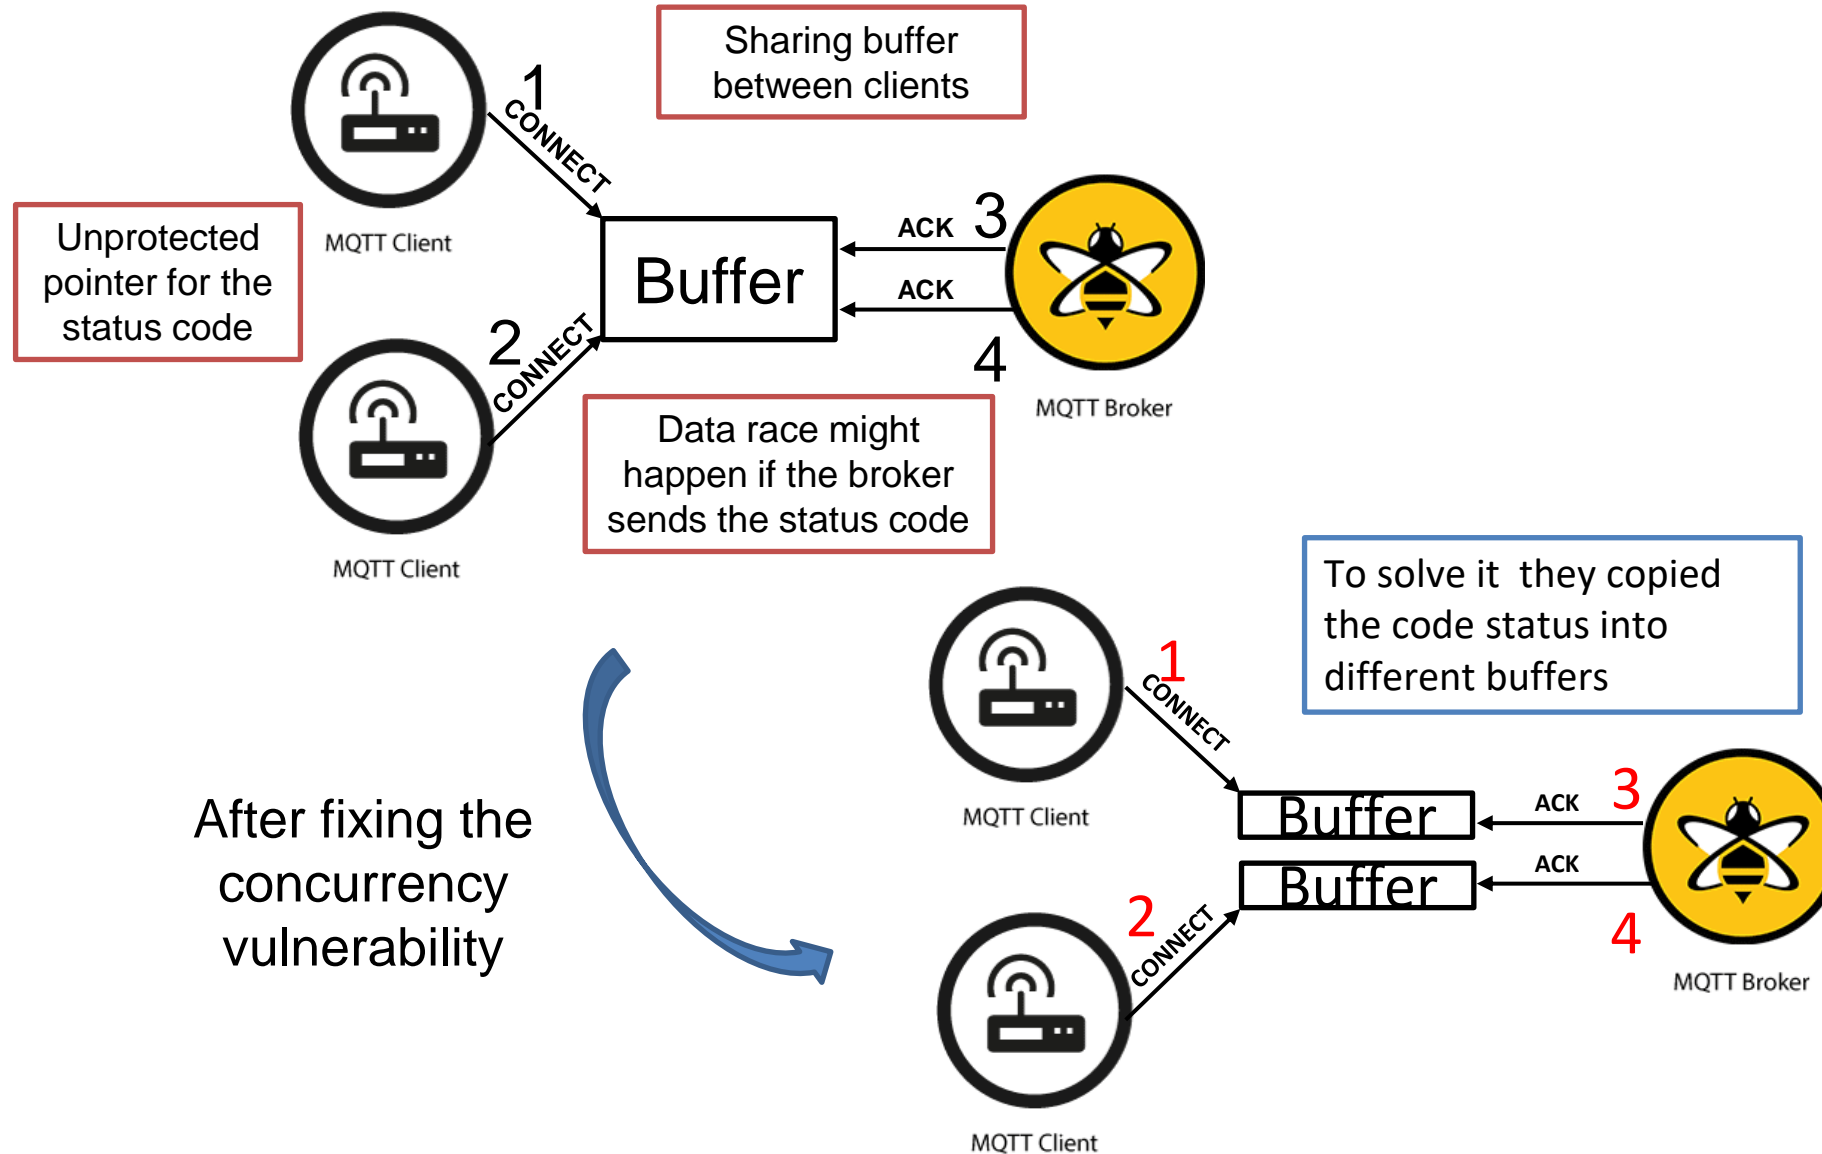 Sharing buffer
between clients
1
CONNECT
MQTT Client
Unprotected
pointer for the
status code
Buffer
ACK
3
ACK
4
MQTT Broker
2
CONNECT
MQTT Client
Data race might
happen if the broker
sends the status code
To solve it  they copied
the code status into
different buffers
After fixing the
concurrency
vulnerability
1
CONNECT
MQTT Client
Buffer
ACK
3
Buffer
ACK
4
MQTT Broker
2
CONNECT
MQTT Client